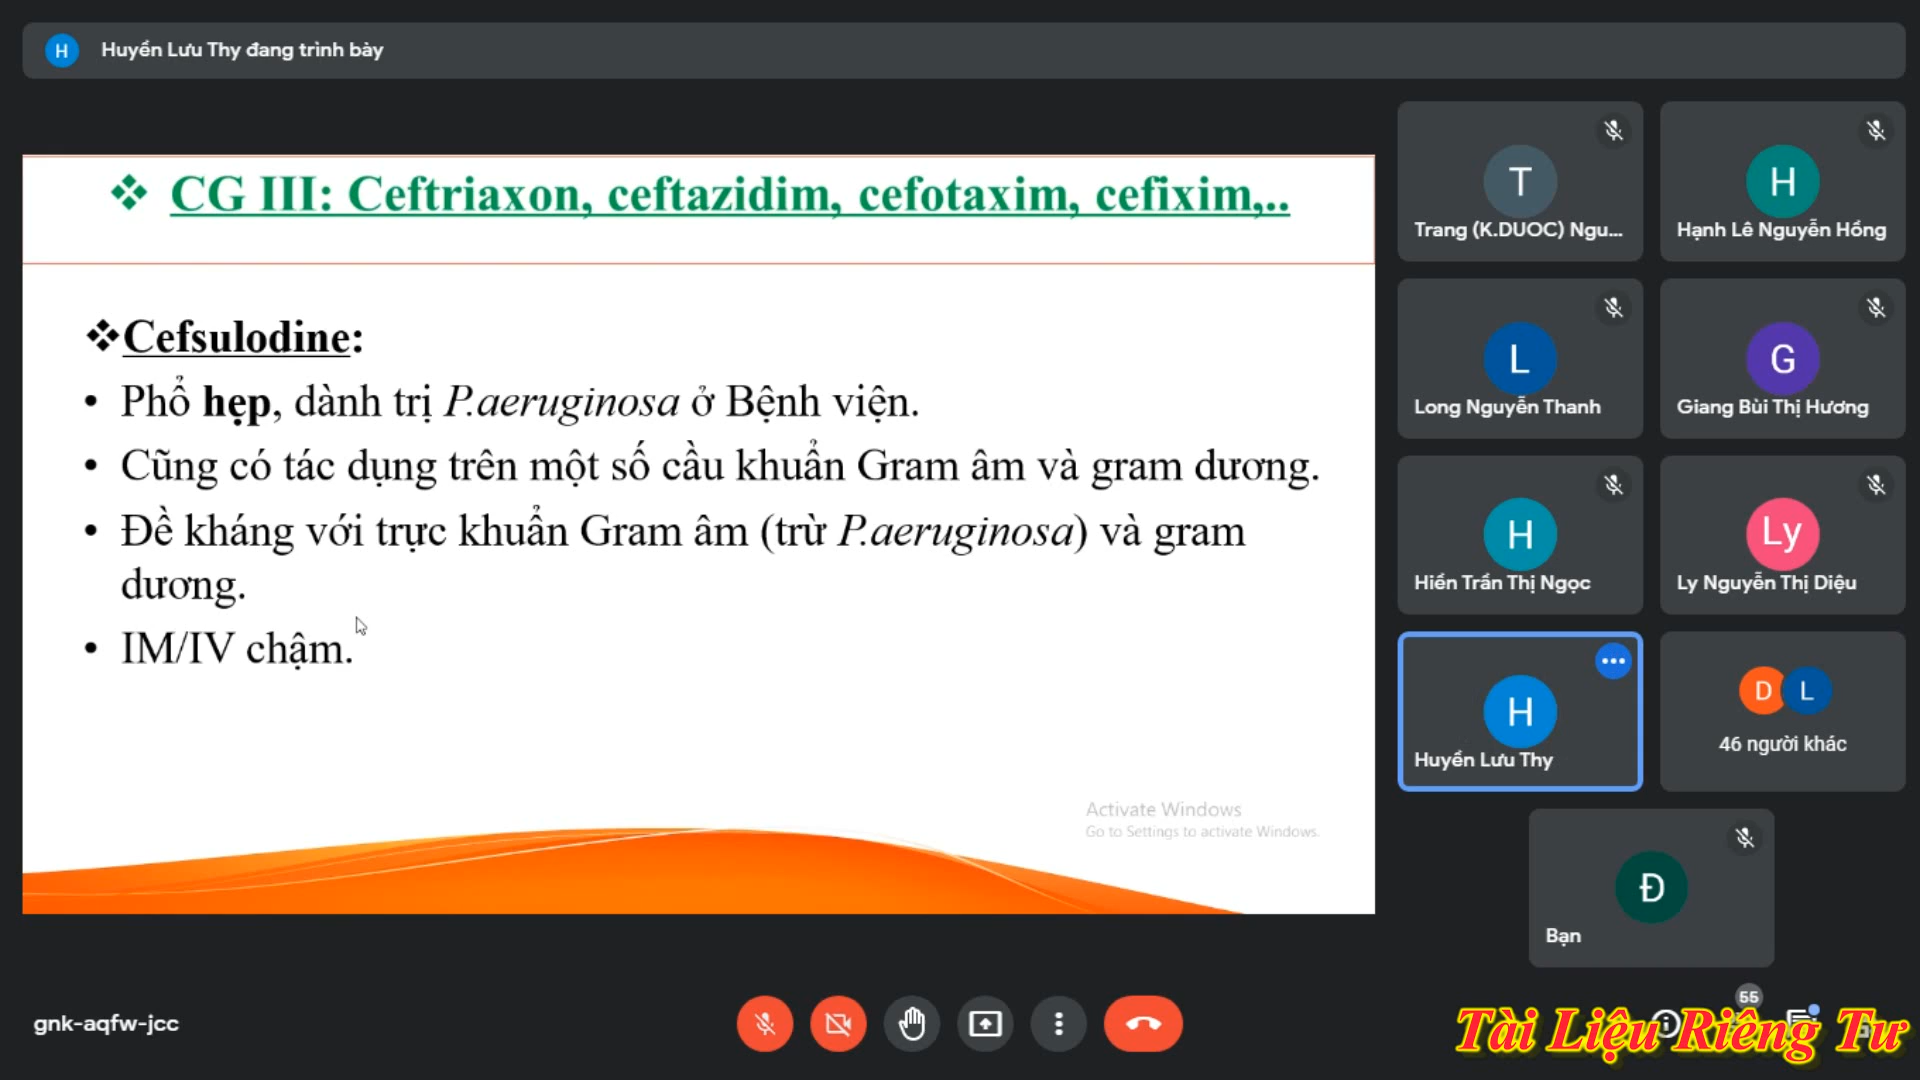 H Huyền Lưu Thy đang trình bày
❖ CG III: Ceftriaxon, ceftazidim, cefotaxim, cefixim,..
❖Cefsulodine:
• Phổ hẹp, dành trị P.aeruginosa ở Bệnh viện.
• Cũng có tác dụng trên một số cầu khuẩn Gram âm và gram dương.
• Đề kháng với trực khuẩn Gram âm (trừ P.aeruginosa) và gram
dương.
• IM/IV chậm.
Activate Windows
Go to Settings to activate Windows.
T
Trang (K.DUOC) Ngu...
H
Hạnh Lê Nguyễn Hồng
L
Long Nguyễn Thanh
G
Giang Bùi Thị Hương
H
Hiền Trần Thị Ngọc
Ly
Ly Nguyễn Thị Diệu
H
Huyền Lưu Thy
D L
46 người khác
Đ
Bạn
gnk-aqfw-jcc
55
Tài Liệu Riêng Tư